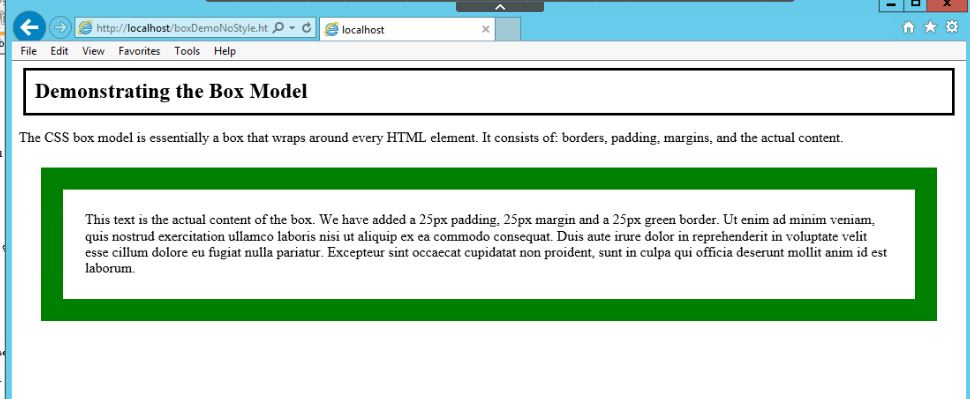 http://localhost/boxDemoNoStyle.ht
localhost
File Edit View Favorites Tools Help
Demonstrating the Box Model
The CSS box model is essentially a box that wraps around every HTML element. It consists of: borders, padding, margins, and the actual content.
This text is the actual content of the box. We have added a 25px padding, 25px margin and a 25px green border. Ut enim ad minim veniam,
quis nostrud exercitation ullamco laboris nisi ut aliquip ex ea commodo consequat. Duis aute irure dolor in reprehenderit in voluptate velit
esse cillum dolore eu fugiat nulla pariatur. Excepteur sint occaecat cupidatat non proident, sunt in culpa qui officia deserunt mollit anim id est
laborum.